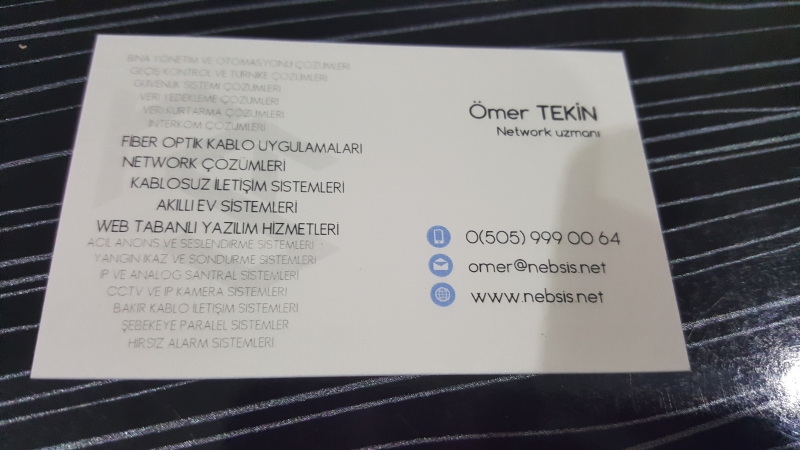 BİNA YÖNETİM VE OTOMASYONU ÇÖZÜMLERİ
GEÇİŞ KONTROL VE TURNİKE ÇÖZÜMLERİ
GÜVENLİK SİSTEMİ ÇÖZÜMLERİ
VERİ YEDEKLEME ÇÖZÜMLERİ
VERİ KURTARMA ÇÖZÜMLERİ
İNTERKOM ÇÖZÜMLERİ
FİBER OPTİK KABLO UYGULAMALARI
NETWORK ÇÖZÜMLERİ
KABLOSUZ İLETİŞİM SİSTEMLERİ
AKILLI EV SİSTEMLERİ
WEB TABANLI YAZILIM HİZMETLERİ
ACİL ANONS VE SESLENDİRME SİSTEMLERİ
YANGIN İKAZ VE SÖNDÜRME SİSTEMLERİ
IP VE ANALOG SANTRAL SİSTEMLERİ
CCTV VE IP KAMERA SİSTEMLERİ
BAKIR KABLO İLETİŞİM SİSTEMLERİ
ŞEBEKEYE PARALEL SİSTEMLER
HIRSIZ ALARM SİSTEMLERİ
Ömer TEKİN
Network uzmanı
0(505) 999 00 64
omer@nebsis.net
www.nebsis.net